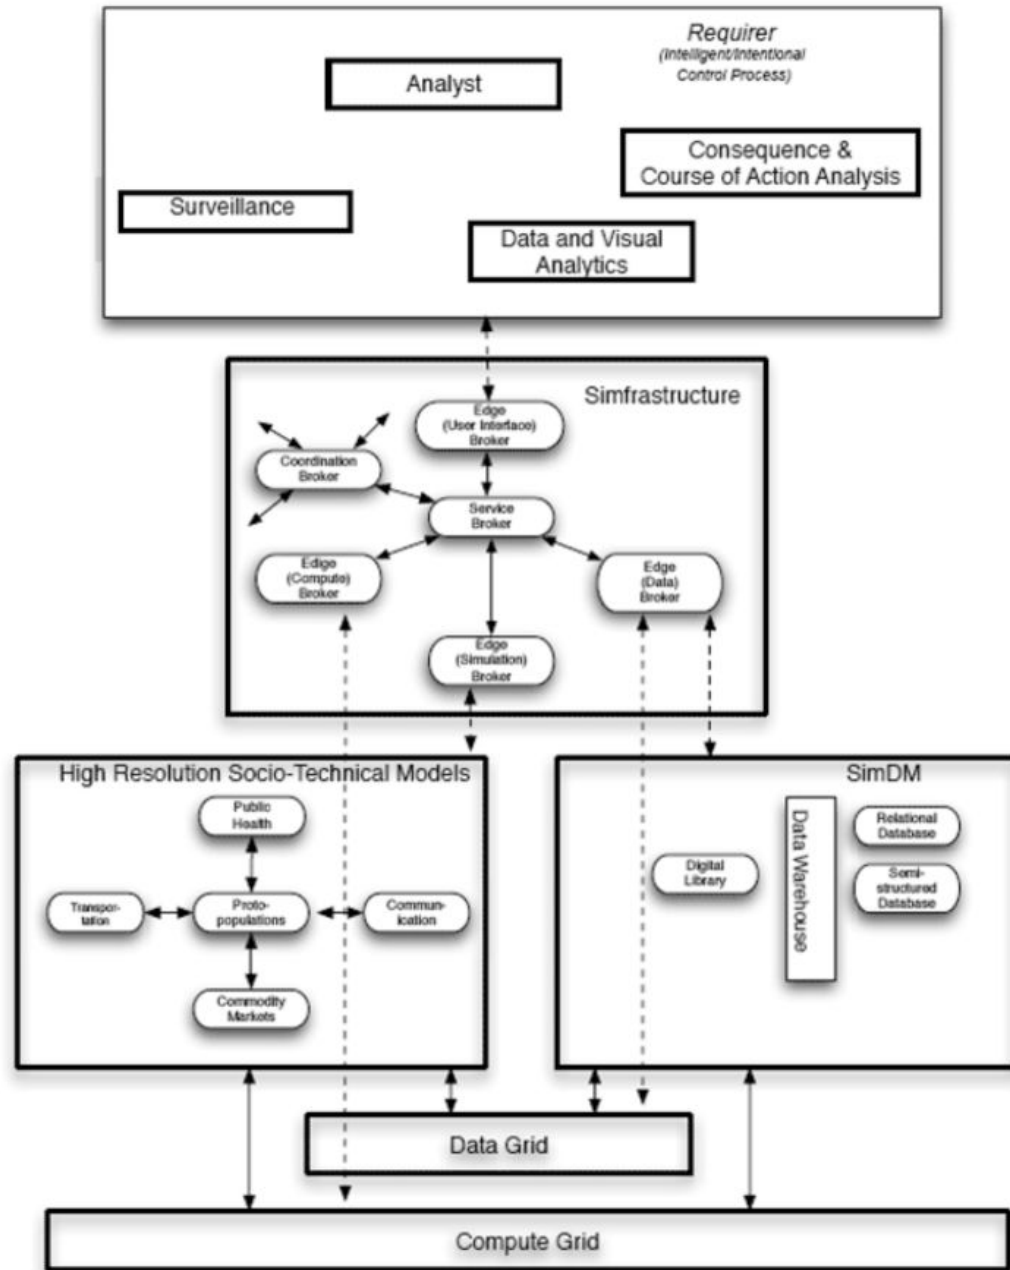 Requirer
(Intelligent/Intentional
Control Process)
Analyst
Consequence &
Course of Action Analysis
Surveillance
Data and Visual
Analytics
Simfrastructure
Edge
(User Interface)
Broker
Coordination
Broker
Service
Broker
Edige
(Compute)
Broker
Edge
(Data)
Broker
Edge
(Simulation)
Broker
High Resolution Socio-Technical Models
Public
Health
Transpor-
tation
Proto-
populations
Commun-
ication
Commodity
Markets
SimDM
Data Warehouse
Relational
Database
Digital
Library
Semi-
structured
Database
Data Grid
Compute Grid